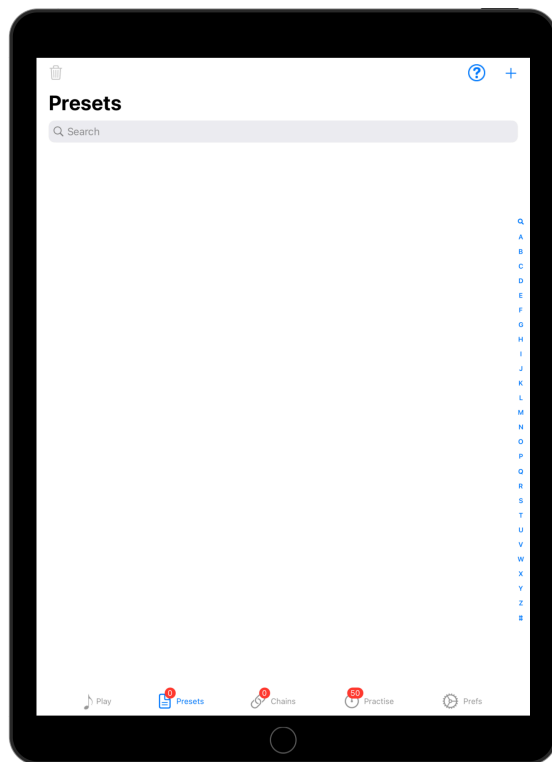 ?
+
Presets
Search
A
B
C
D
E
F
G
H
I
J
K
L
M
N
O
P
Q
R
S
T
U
V
W
X
Y
Z
#
Play 0 Presets 0 Chains 50 Practise Prefs